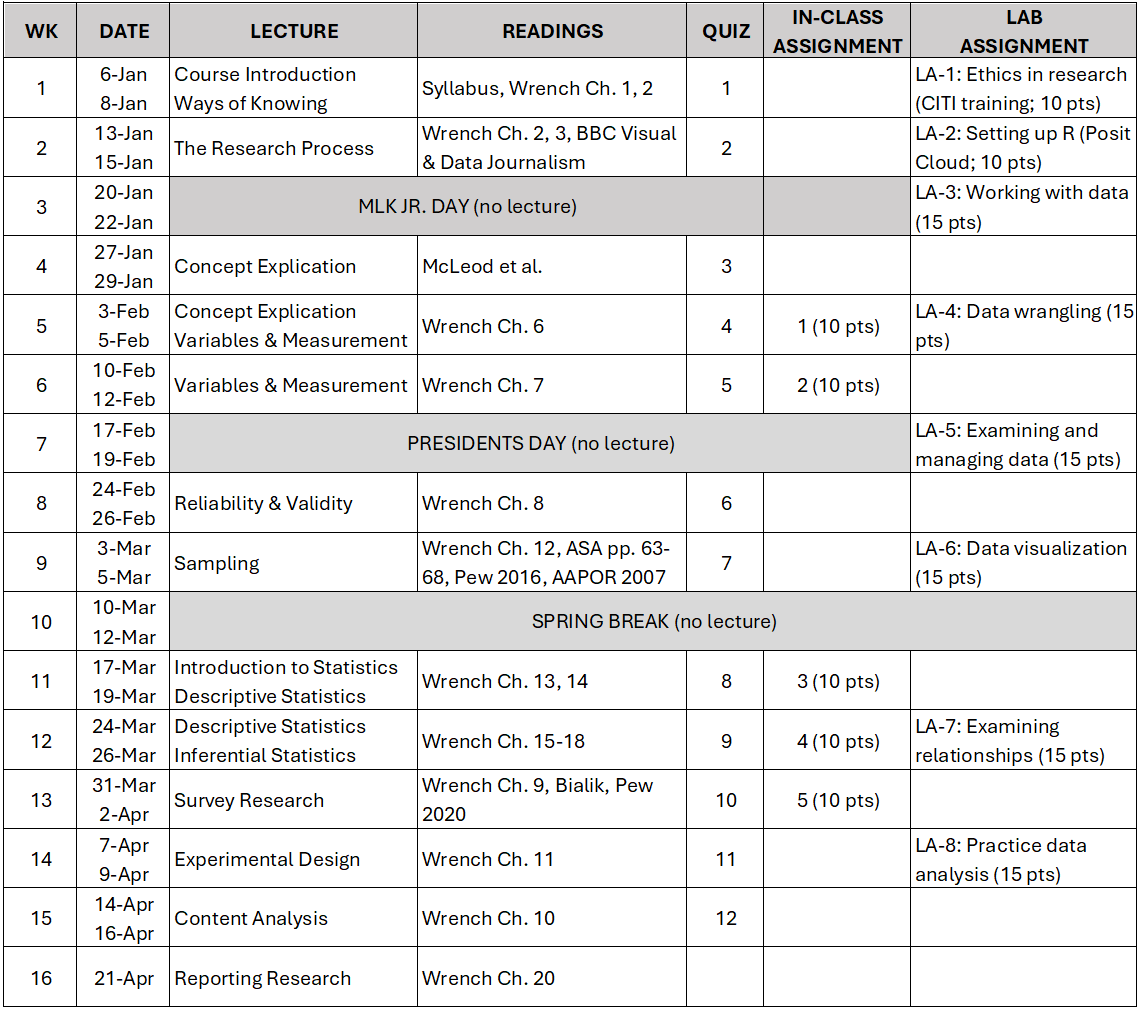 WK DATE LECTURE READINGS QUIZ IN-CLASS ASSIGNMENT LAB ASSIGNMENT
1
6-Jan
8-Jan
Course Introduction
Ways of Knowing
Syllabus, Wrench Ch. 1, 2
1
LA-1: Ethics in research
(CITI training; 10 pts)
2
13-Jan
15-Jan
The Research Process
Wrench Ch. 2, 3, BBC Visual
& Data Journalism
2
LA-2: Setting up R (Posit
Cloud; 10 pts)
3
20-Jan
22-Jan
MLK JR. DAY (no lecture)
LA-3: Working with data
(15 pts)
4
27-Jan
29-Jan
Concept Explication
McLeod et al.
3
5
3-Feb
5-Feb
Concept Explication
Variables & Measurement
Wrench Ch. 6
4
1 (10 pts)
LA-4: Data wrangling (15
pts)
6
10-Feb
12-Feb
Variables & Measurement
Wrench Ch. 7
5
2 (10 pts)
7
17-Feb
19-Feb
PRESIDENTS DAY (no lecture)
LA-5: Examining and
managing data (15 pts)
8
24-Feb
26-Feb
Reliability & Validity
Wrench Ch. 8
6
9
3-Mar
5-Mar
Sampling
Wrench Ch. 12, ASA pp. 63-
68, Pew 2016, AAPOR 2007
7
LA-6: Data visualization
(15 pts)
10
10-Mar
12-Mar
SPRING BREAK (no lecture)
11
17-Mar
19-Mar
Introduction to Statistics
Descriptive Statistics
Wrench Ch. 13, 14
8
3 (10 pts)
12
24-Mar
26-Mar
Descriptive Statistics
Inferential Statistics
Wrench Ch. 15-18
9
4 (10 pts)
LA-7: Examining
relationships (15 pts)
13
31-Mar
2-Apr
Survey Research
Wrench Ch. 9, Bialik, Pew
2020
10
5 (10 pts)
14
7-Apr
9-Apr
Experimental Design
Wrench Ch. 11
11
LA-8: Practice data
analysis (15 pts)
15
14-Apr
16-Apr
Content Analysis
Wrench Ch. 10
12
16
21-Apr
Reporting Research
Wrench Ch. 20